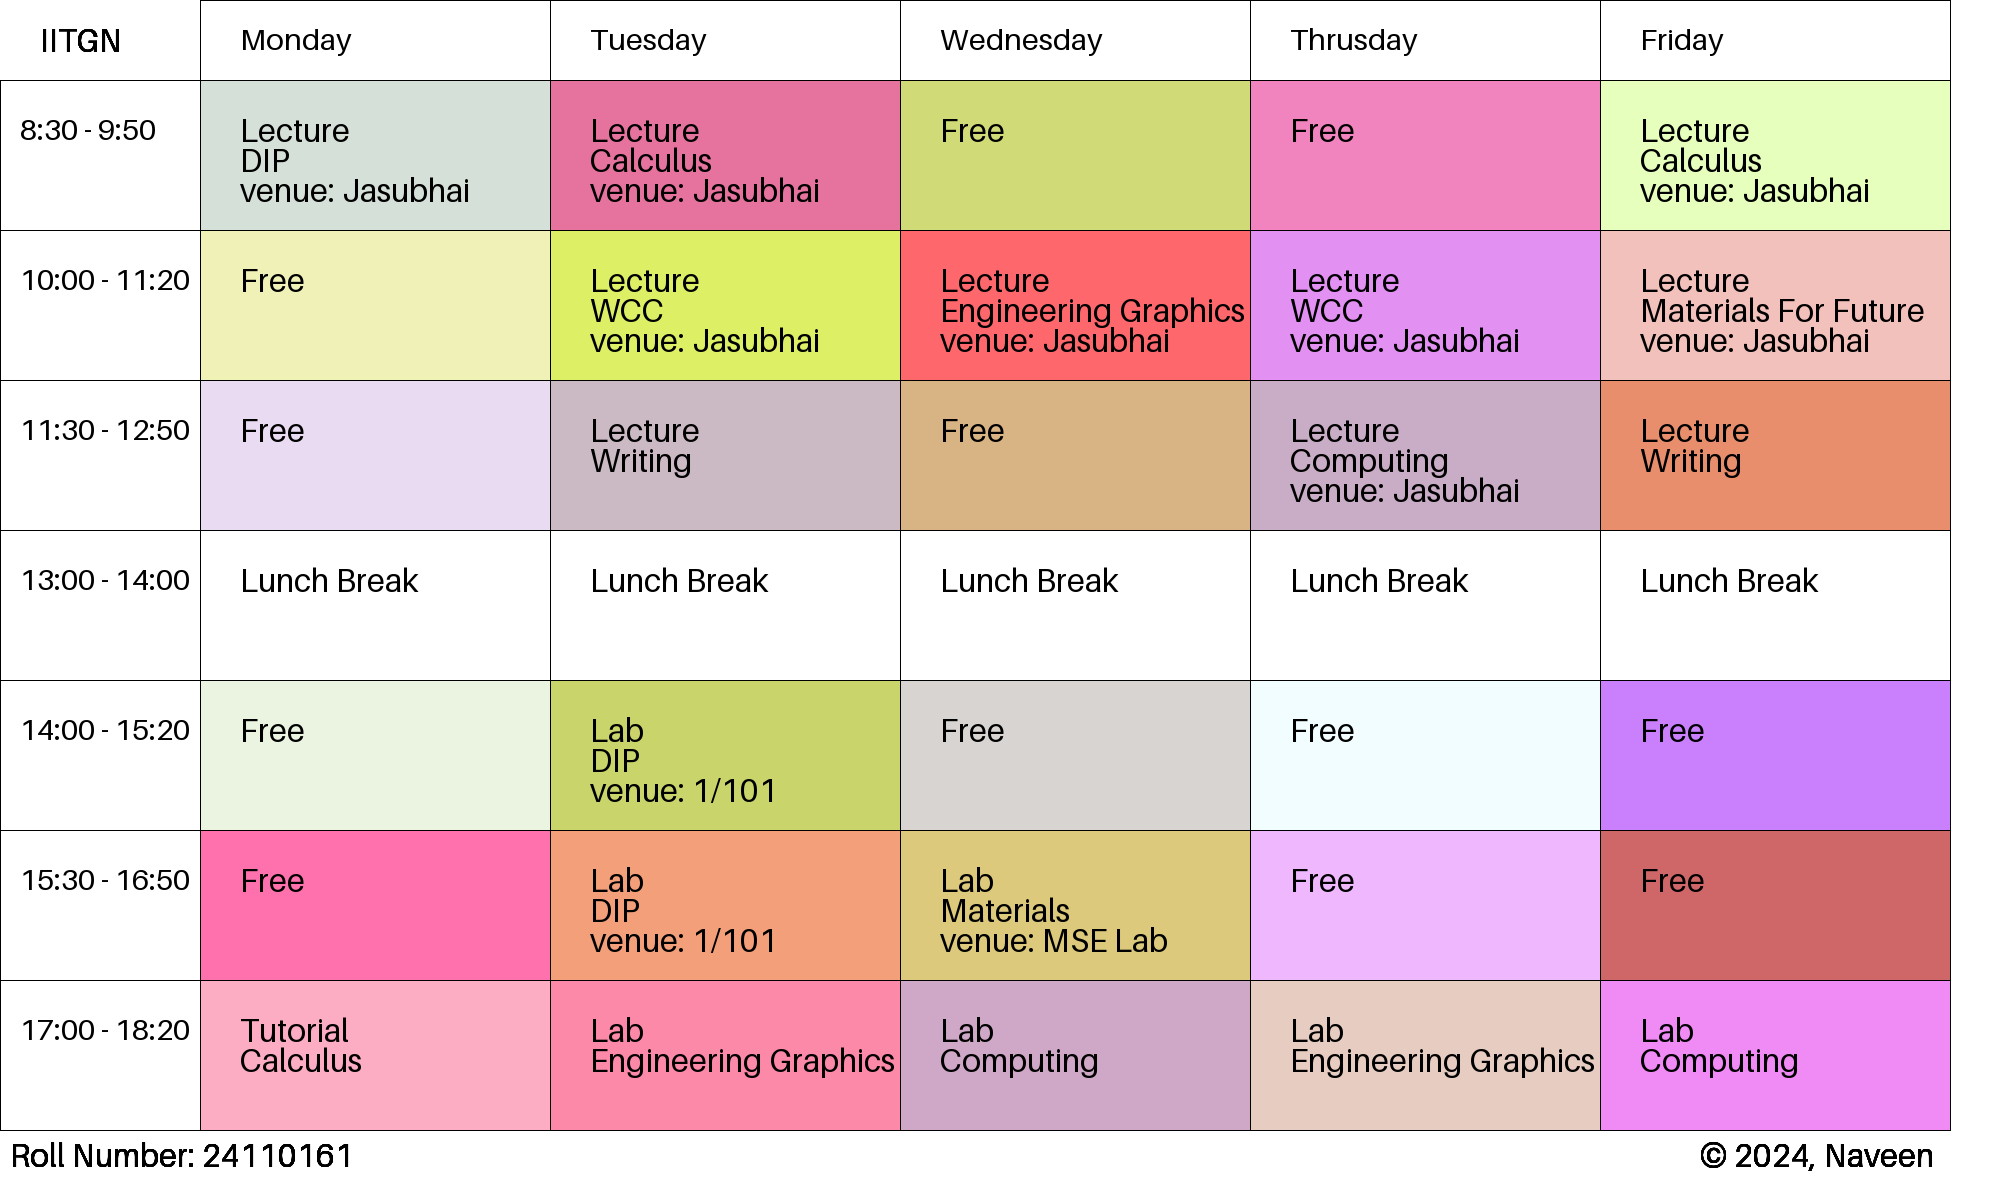 IITGN Monday Tuesday Wednesday Thrusday Friday
8:30 - 9:50
Lecture
DIP
venue: Jasubhai
Lecture
Calculus
venue: Jasubhai
Free
Free
Lecture
Calculus
venue: Jasubhai
10:00 - 11:20
Free
Lecture
WCC
venue: Jasubhai
Lecture
Engineering Graphics
venue: Jasubhai
Lecture
WCC
venue: Jasubhai
Lecture
Materials For Future
venue: Jasubhai
11:30 - 12:50
Free
Lecture
Writing
Free
Lecture
Computing
venue: Jasubhai
Lecture
Writing
13:00 - 14:00
Lunch Break
Lunch Break
Lunch Break
Lunch Break
Lunch Break
14:00 - 15:20
Free
Lab
DIP
venue: 1/101
Free
Free
Free
15:30 - 16:50
Free
Lab
DIP
venue: 1/101
Lab
Materials
venue: MSE Lab
Free
Free
17:00 - 18:20
Tutorial
Calculus
Lab
Engineering Graphics
Lab
Computing
Lab
Engineering Graphics
Lab
Computing
Roll Number: 24110161
© 2024, Naveen